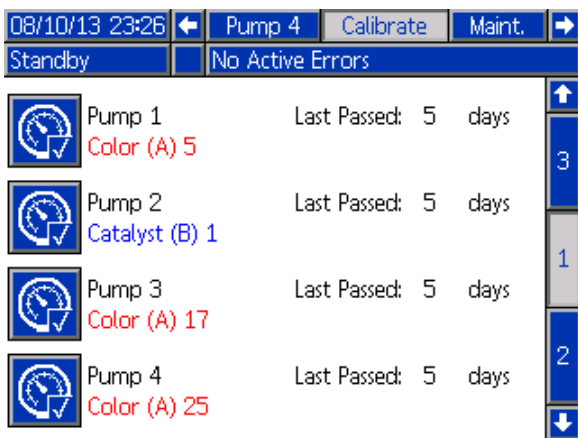 08/10/13 23:26 Pump 4 Calibrate Maint.
Standby No Active Errors
Pump 1 Last Passed: 5 days
Color (A) 5
3
Pump 2 Last Passed: 5 days
Catalyst (B) 1
1
Pump 3 Last Passed: 5 days
Color (A) 17
2
Pump 4 Last Passed: 5 days
Color (A) 25